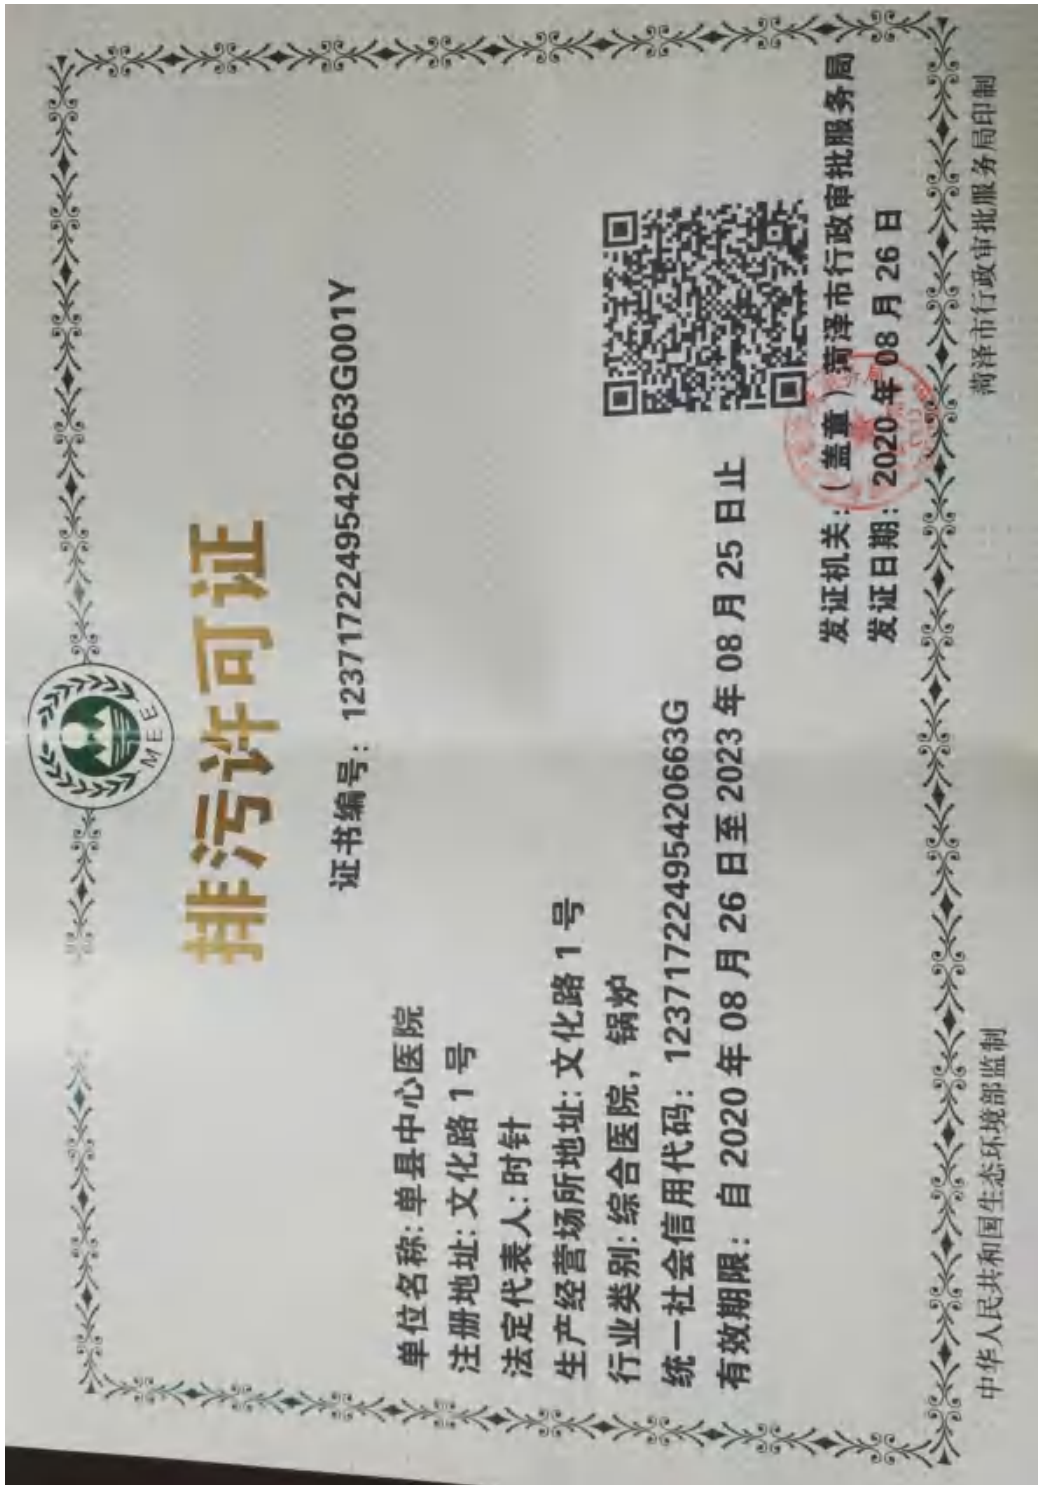 MEE
排污许可证
证书编号：12371722495420663G001Y
单位名称:单县中心医院
注册地址:文化路1号
法定代表人:时针
生产经营场所地址:文化路1号
行业类别:综合医院，锅炉
统一社会信用代码：12371722495420663G
有效期限：自2020年08月26日至2023年08月25日止
发证机关:(盖章)菏泽市行政审批服务局
发证日期：2020年08月26日
中华人民共和国生态环境部监制
菏泽市行政审批服务局印制